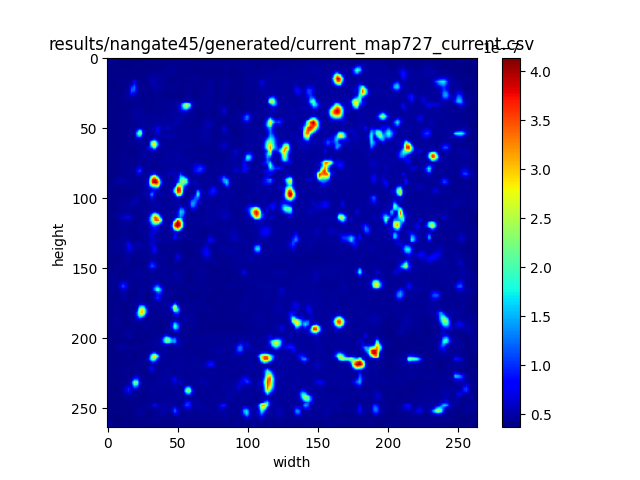 results/nangate45/generated/current_map727_current.csv
1e−7
0
50
100
150
200
250
height
0 50 100 150 200 250
width
4.0
3.5
3.0
2.5
2.0
1.5
1.0
0.5